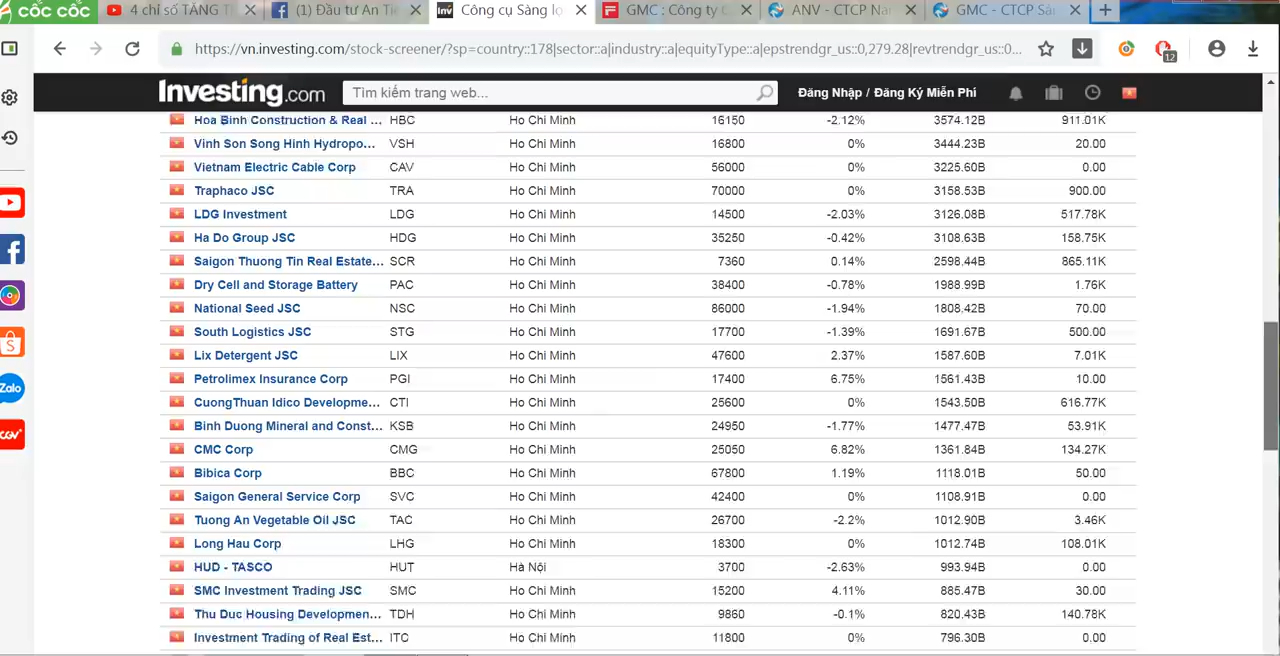 cốc cốc 4 chỉ số TĂNG T (1) Đầu tư An Tiế Công cụ Sàng lọ GMC : Công ty C ANV - CTCP Nam GMC - CTCP Sả
https://vn.investing.com/stock-screener/?sp=country::178|sector::a|industry::a|equityType::a|epstrendgr_us::0,279.28|revtrendgr_us::0... 12
Investing.com Tìm kiếm trang web... Đăng Nhập / Đăng Ký Miễn Phí
Hoa Binh Construction & Real ... HBC Ho Chi Minh 16150 -2.12% 3574.12B 911.01K
Vinh Son Song Hinh Hydropo... VSH Ho Chi Minh 16800 0% 3444.23B 20.00
Vietnam Electric Cable Corp CAV Ho Chi Minh 56000 0% 3225.60B 0.00
Traphaco JSC TRA Ho Chi Minh 70000 0% 3158.53B 900.00
LDG Investment LDG Ho Chi Minh 14500 -2.03% 3126.08B 517.78K
Ha Do Group JSC HDG Ho Chi Minh 35250 -0.42% 3108.63B 158.75K
Saigon Thuong Tin Real Estate... SCR Ho Chi Minh 7360 0.14% 2598.44B 865.11K
Dry Cell and Storage Battery PAC Ho Chi Minh 38400 -0.78% 1988.99B 1.76K
National Seed JSC NSC Ho Chi Minh 86000 -1.94% 1808.42B 70.00
South Logistics JSC STG Ho Chi Minh 17700 -1.39% 1691.67B 500.00
Lix Detergent JSC LIX Ho Chi Minh 47600 2.37% 1587.60B 7.01K
Petrolimex Insurance Corp PGI Ho Chi Minh 17400 6.75% 1561.43B 10.00
CuongThuan Idico Developme... CTI Ho Chi Minh 25600 0% 1543.50B 616.77K
Binh Duong Mineral and Const... KSB Ho Chi Minh 24950 -1.77% 1477.47B 53.91K
CMC Corp CMG Ho Chi Minh 25050 6.82% 1361.84B 134.27K
Bibica Corp BBC Ho Chi Minh 67800 1.19% 1118.01B 50.00
Saigon General Service Corp SVC Ho Chi Minh 42400 0% 1108.91B 0.00
Tuong An Vegetable Oil JSC TAC Ho Chi Minh 26700 -2.2% 1012.90B 3.46K
Long Hau Corp LHG Ho Chi Minh 18300 0% 1012.74B 108.01K
HUD - TASCO HUT Hà Nội 3700 -2.63% 993.94B 0.00
SMC Investment Trading JSC SMC Ho Chi Minh 15200 4.11% 885.47B 30.00
Thu Duc Housing Developmen... TDH Ho Chi Minh 9860 -0.1% 820.43B 140.78K
Investment Trading of Real Est... ITC Ho Chi Minh 11800 0% 796.30B 0.00
Zalo
CGV